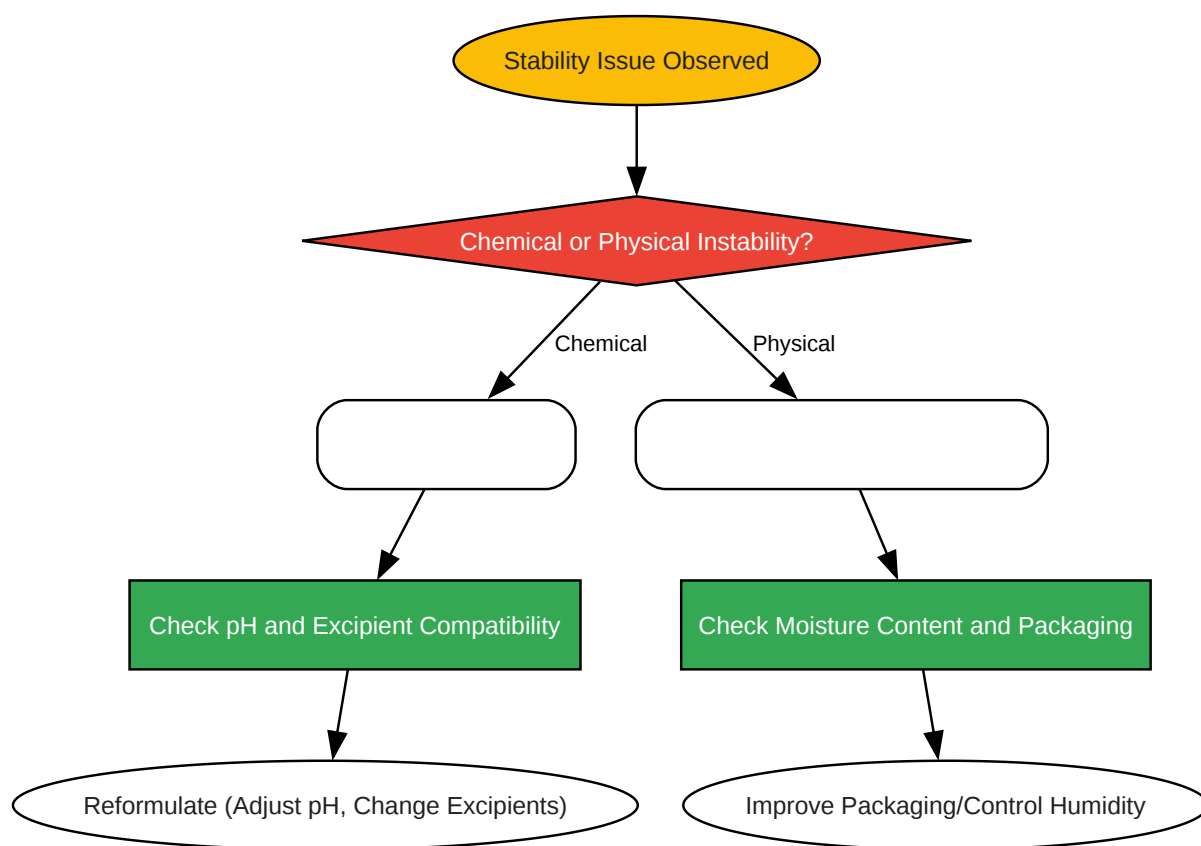 Stability Issue Observed
Chemical or Physical Instability?
Chemical
Physical
Check pH and Excipient Compatibility
Check Moisture Content and Packaging
Reformulate (Adjust pH, Change Excipients)
Improve Packaging/Control Humidity